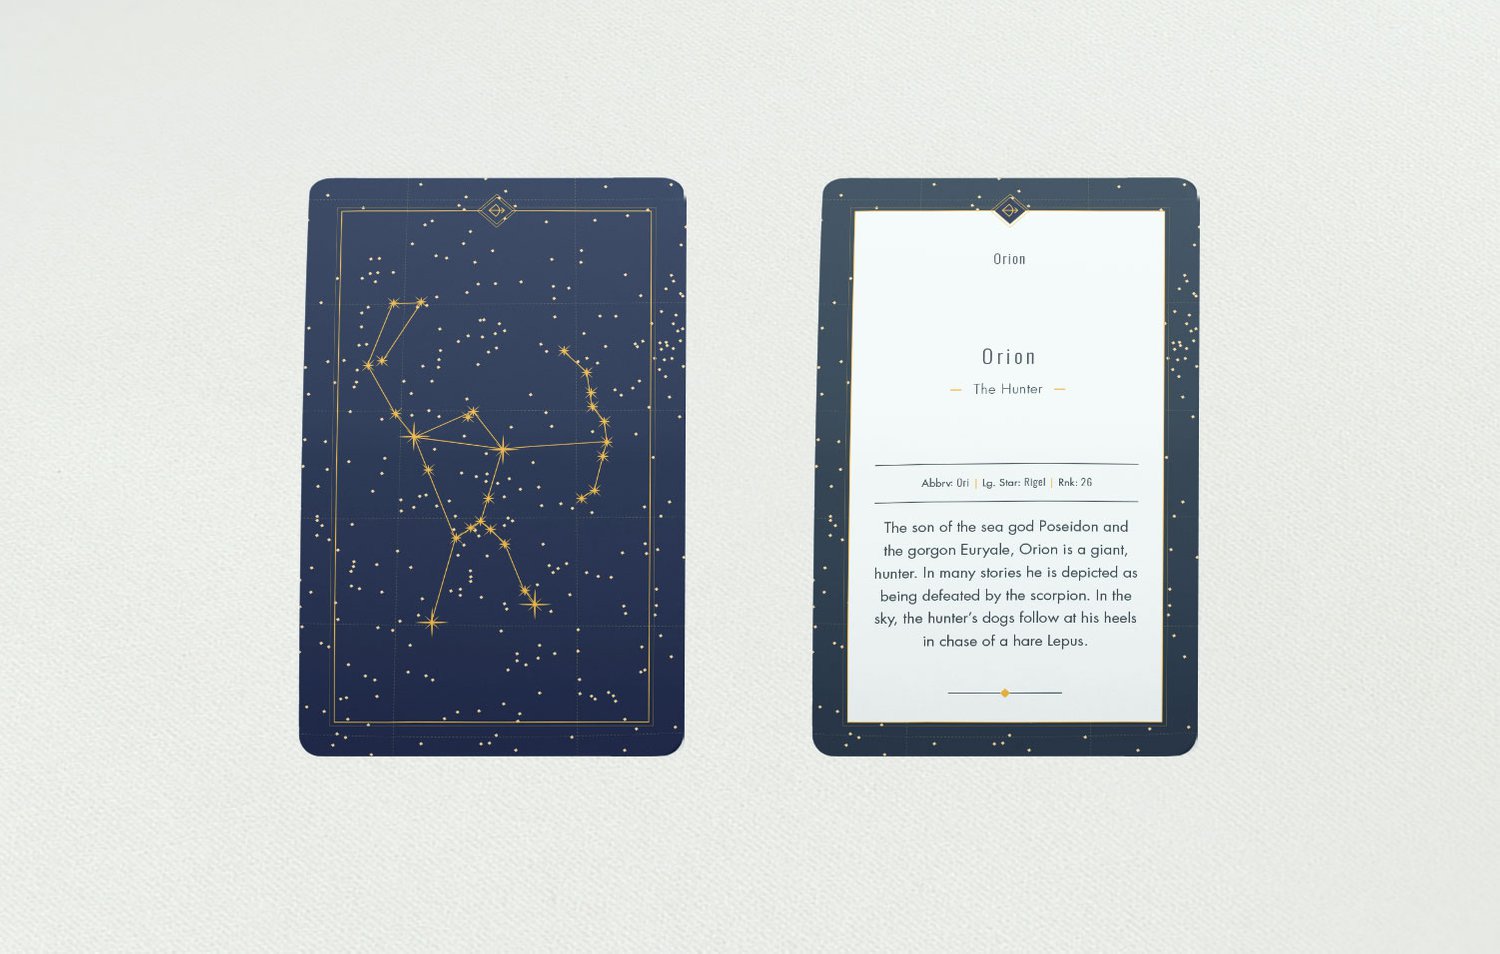 Orion
Orion
The Hunter
Abbrv: Ori | Lg. Star: Rigel | Rnk: 26
The son of the sea god Poseidon and
the gorgon Euryale, Orion is a giant,
hunter. In many stories he is depicted as
being defeated by the scorpion. In the
sky, the hunter's dogs follow at his heels
in chase of a hare Lepus.